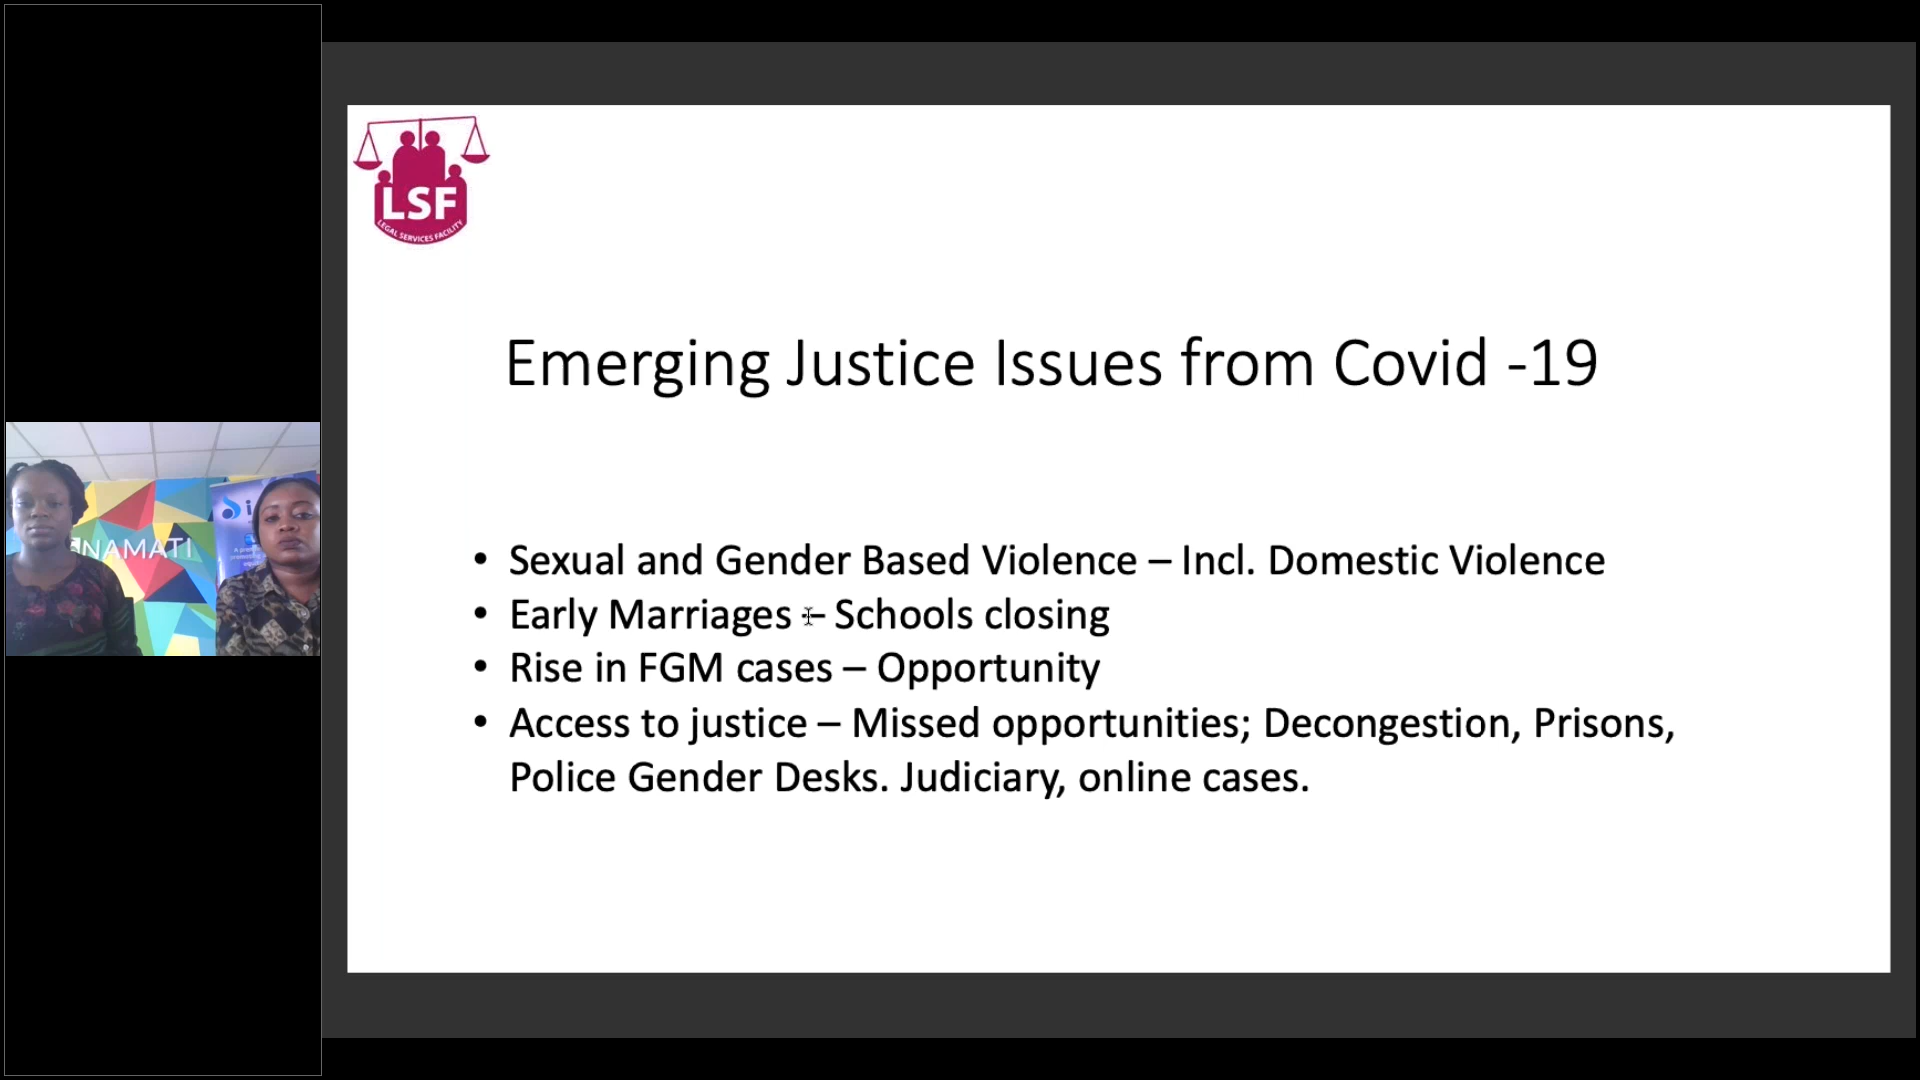 LSF
LEGAL SERVICES FACILITY
Emerging Justice Issues from Covid -19
• Sexual and Gender Based Violence – Incl. Domestic Violence
• Early Marriages – Schools closing
• Rise in FGM cases – Opportunity
• Access to justice – Missed opportunities; Decongestion, Prisons,
Police Gender Desks. Judiciary, online cases.
NAMATI